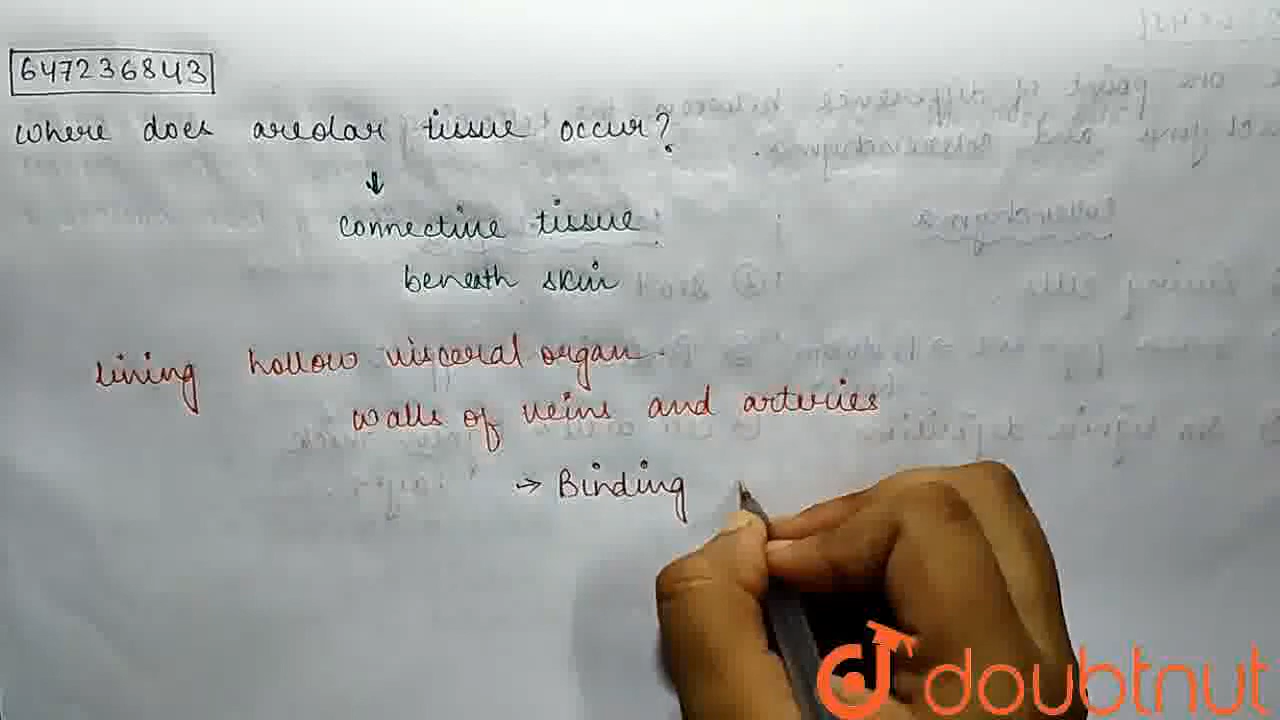 647236843
where does areolar tissue occur?
connective tissue
beneath skin
lining hollow visceral organ.
walls of veins and arteries
→ Binding
doubtnut